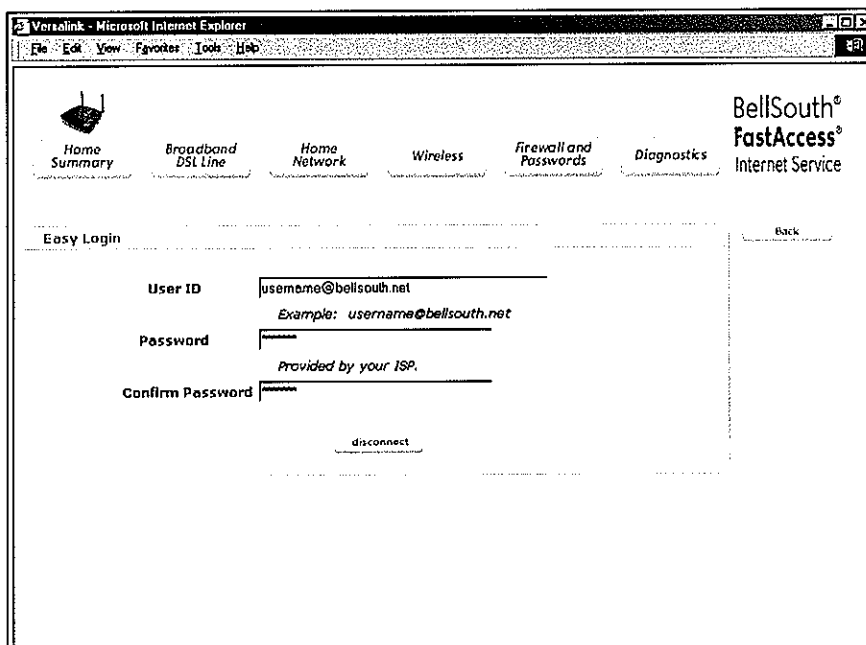 Versalink - Microsoft Internet Explorer
File Edit View Favorites Tools Help
BellSouth®
FastAccess®
Internet Service
Home Summary
Broadband DSL Line
Home Network
Wireless
Firewall and Passwords
Diagnostics
Easy Login
Back
User ID username@bellsouth.net
Example: username@bellsouth.net
Password *******
Provided by your ISP.
Confirm Password *******
disconnect